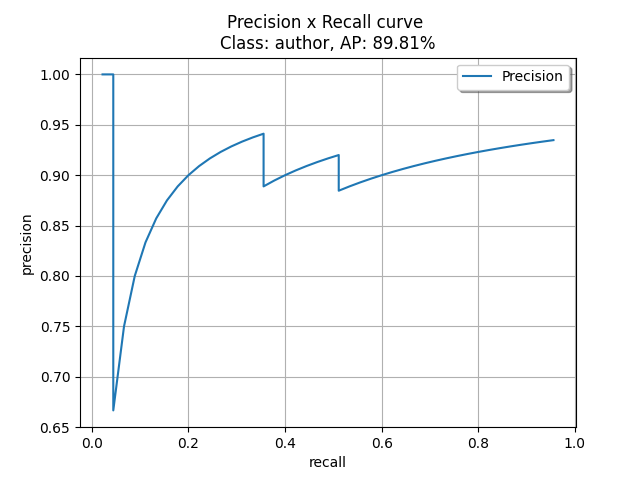 Precision x Recall curve
Class: author, AP: 89.81%
Precision
1.00
0.95
0.90
0.85
0.80
0.75
0.70
0.65
precision
0.0 0.2 0.4 0.6 0.8 1.0
recall